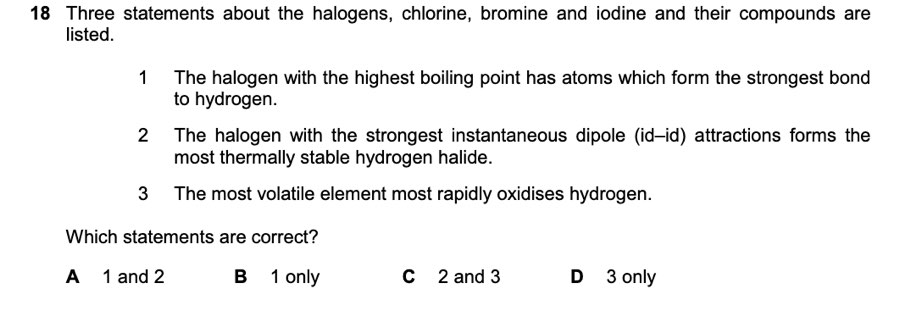 18 Three statements about the halogens, chlorine, bromine and iodine and their compounds are
listed.
1 The halogen with the highest boiling point has atoms which form the strongest bond
to hydrogen.
2 The halogen with the strongest instantaneous dipole (id–id) attractions forms the
most thermally stable hydrogen halide.
3 The most volatile element most rapidly oxidises hydrogen.
Which statements are correct?
A 1 and 2 B 1 only C 2 and 3 D 3 only